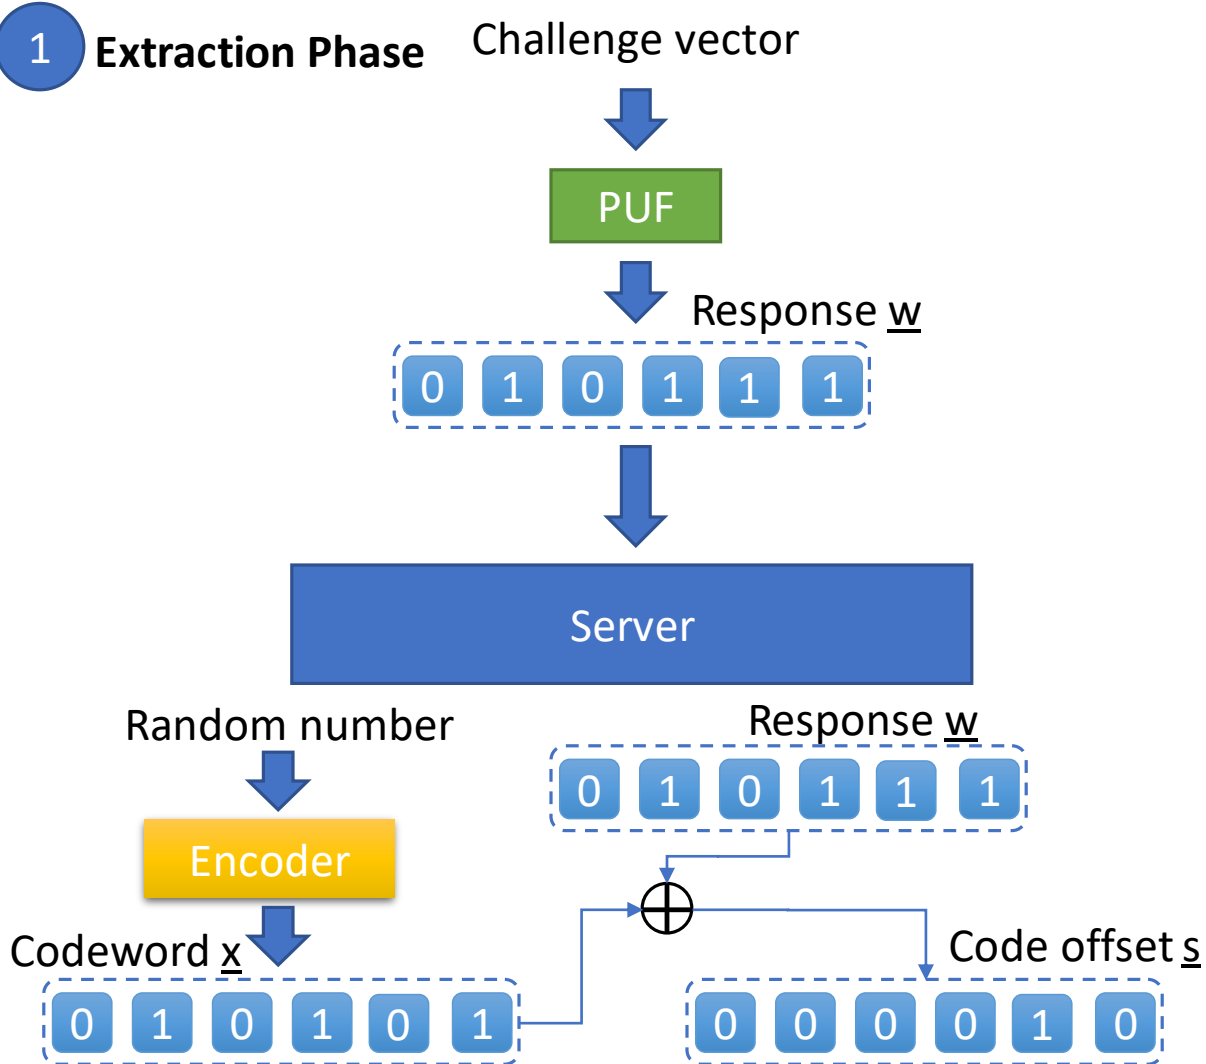 1 Extraction Phase
Challenge vector
PUF
Response w
0 1 0 1 1 1
Server
Random number
Response w
0 1 0 1 1 1
Encoder
Codeword x
Code offset s
0 1 0 1 0 1
0 0 0 0 1 0